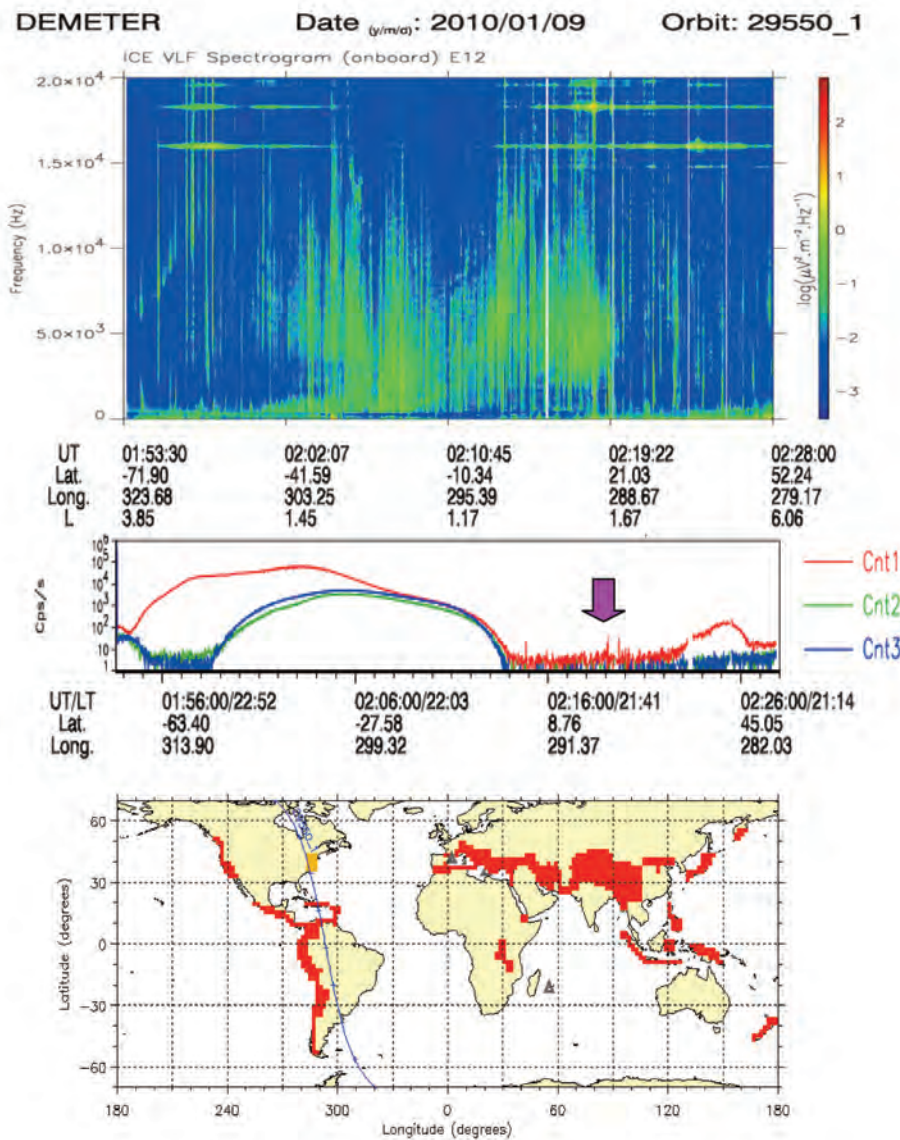 DEMETER Date (y/m/d): 2010/01/09 Orbit: 29550_1
ICE VLF Spectrogram (onboard) E12
2.0×10⁴
1.5×10⁴
1.0×10⁴
5.0×10³
0
Frequency (Hz)
2
1
0
−1
−2
−3
log(μV².m⁻².Hz⁻¹)
UT 01:53:30 02:02:07 02:10:45 02:19:22 02:28:00
Lat. -71.90 -41.59 -10.34 21.03 52.24
Long. 323.68 303.25 295.39 288.67 279.17
L 3.85 1.45 1.17 1.67 6.06
10⁶
10⁵
10⁴
10³
10²
10
1
Cps/s
Cnt1
Cnt2
Cnt3
UT/LT 01:56:00/22:52 02:06:00/22:03 02:16:00/21:41 02:26:00/21:14
Lat. -63.40 -27.58 8.76 45.05
Long. 313.90 299.32 291.37 282.03
60
30
0
−30
−60
Latitude (degrees)
180 240 300 0 60 120 180
Longitude (degrees)